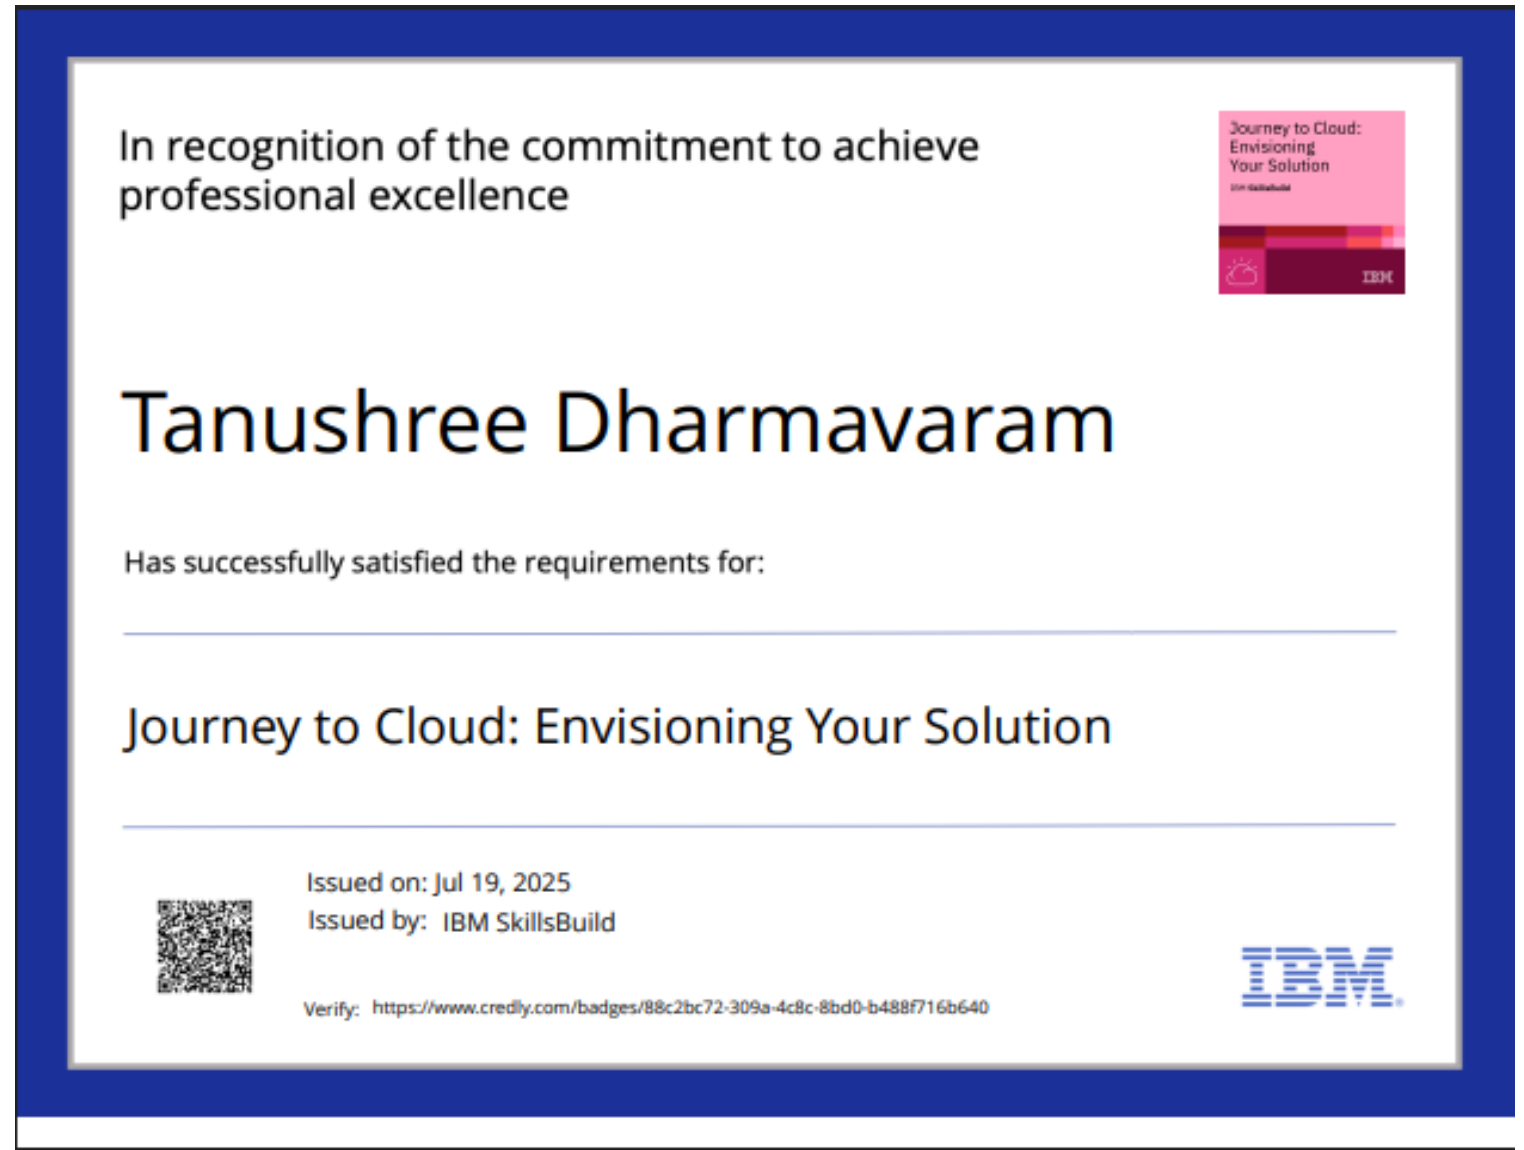 In recognition of the commitment to achieve
professional excellence
Journey to Cloud:
Envisioning
Your Solution
IBM SkillsBuild
IBM
Tanushree Dharmavaram
Has successfully satisfied the requirements for:
Journey to Cloud: Envisioning Your Solution
Issued on: Jul 19, 2025
Issued by: IBM SkillsBuild
Verify: https://www.credly.com/badges/88c2bc72-309a-4c8c-8bd0-b488f716b640
IBM.